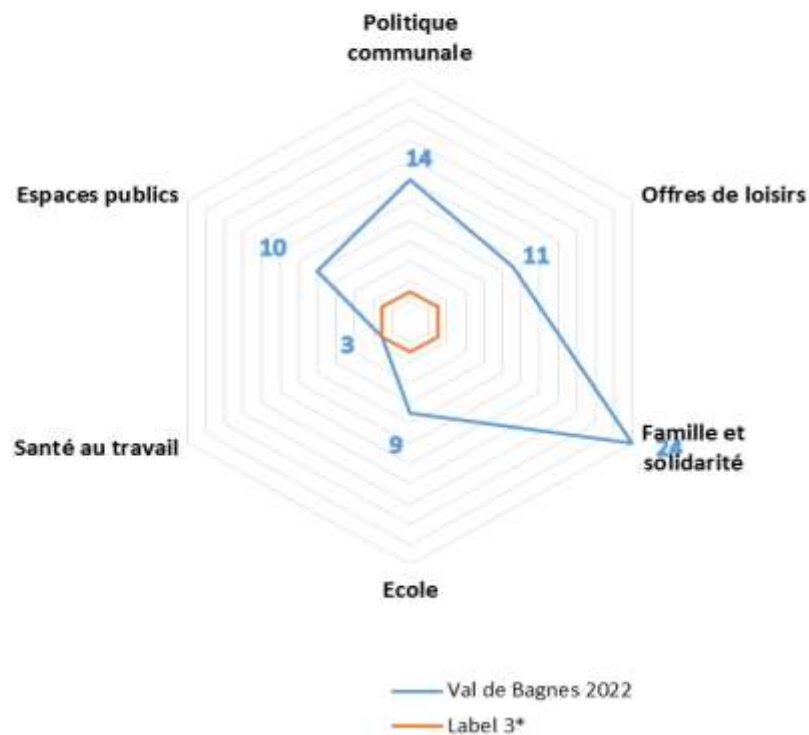 Politique
communale
14
Espaces publics
Offres de loisirs
10
11
3
9
Santé au travail
Famille et
24
solidarité
Ecole
Val de Bagnes 2022
Label 3*